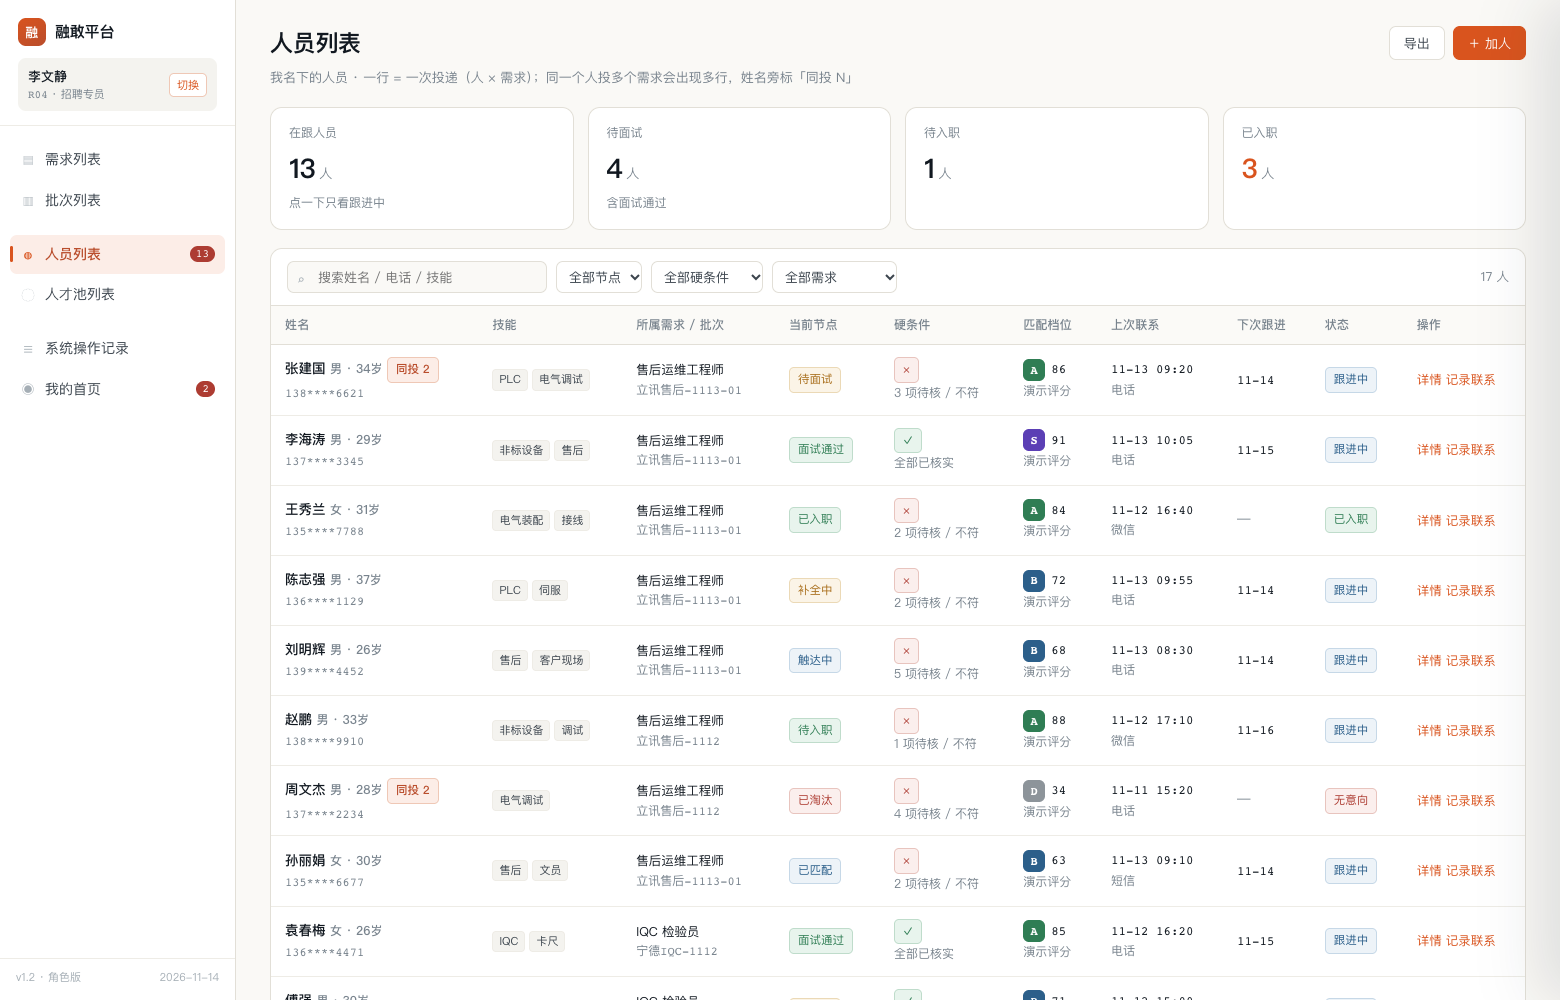 融 融敢平台
李文静
R04 · 招聘专员
切换
需求列表
批次列表
人员列表 13
人才池列表
系统操作记录
我的首页 2
v1.2 · 角色版 2026-11-14
人员列表
我名下的人员 · 一行 = 一次投递（人 × 需求）；同一个人投多个需求会出现多行，姓名旁标「同投 N」
导出
＋ 加人
在跟人员
13 人
点一下只看跟进中
待面试
4 人
含面试通过
待入职
1 人
已入职
3 人
搜索姓名 / 电话 / 技能 全部节点 全部硬条件 全部需求 17 人
姓名 技能 所属需求 / 批次 当前节点 硬条件 匹配档位 上次联系 下次跟进 状态 操作
张建国 男 · 34岁 同投 2
138****6621
PLC 电气调试
售后运维工程师
立讯售后-1113-01
待面试
×
3 项待核 / 不符
A 86
演示评分
11-13 09:20
电话
11-14
跟进中
详情 记录联系
李海涛 男 · 29岁
137****3345
非标设备 售后
售后运维工程师
立讯售后-1113-01
面试通过
✓
全部已核实
S 91
演示评分
11-13 10:05
电话
11-15
跟进中
详情 记录联系
王秀兰 女 · 31岁
135****7788
电气装配 接线
售后运维工程师
立讯售后-1113-01
已入职
×
2 项待核 / 不符
A 84
演示评分
11-12 16:40
微信
—
已入职
详情 记录联系
陈志强 男 · 37岁
136****1129
PLC 伺服
售后运维工程师
立讯售后-1113-01
补全中
×
2 项待核 / 不符
B 72
演示评分
11-13 09:55
电话
11-14
跟进中
详情 记录联系
刘明辉 男 · 26岁
139****4452
售后 客户现场
售后运维工程师
立讯售后-1113-01
触达中
×
5 项待核 / 不符
B 68
演示评分
11-13 08:30
电话
11-14
跟进中
详情 记录联系
赵鹏 男 · 33岁
138****9910
非标设备 调试
售后运维工程师
立讯售后-1112
待入职
×
1 项待核 / 不符
A 88
演示评分
11-12 17:10
微信
11-16
跟进中
详情 记录联系
周文杰 男 · 28岁 同投 2
137****2234
电气调试
售后运维工程师
立讯售后-1112
已淘汰
×
4 项待核 / 不符
D 34
演示评分
11-11 15:20
电话
—
无意向
详情 记录联系
孙丽娟 女 · 30岁
135****6677
售后 文员
售后运维工程师
立讯售后-1113-01
已匹配
×
2 项待核 / 不符
B 63
演示评分
11-13 09:10
短信
11-14
跟进中
详情 记录联系
袁春梅 女 · 26岁
136****4471
IQC 卡尺
IQC 检验员
宁德IQC-1112
面试通过
✓
全部已核实
A 85
演示评分
11-12 16:20
电话
11-15
跟进中
详情 记录联系